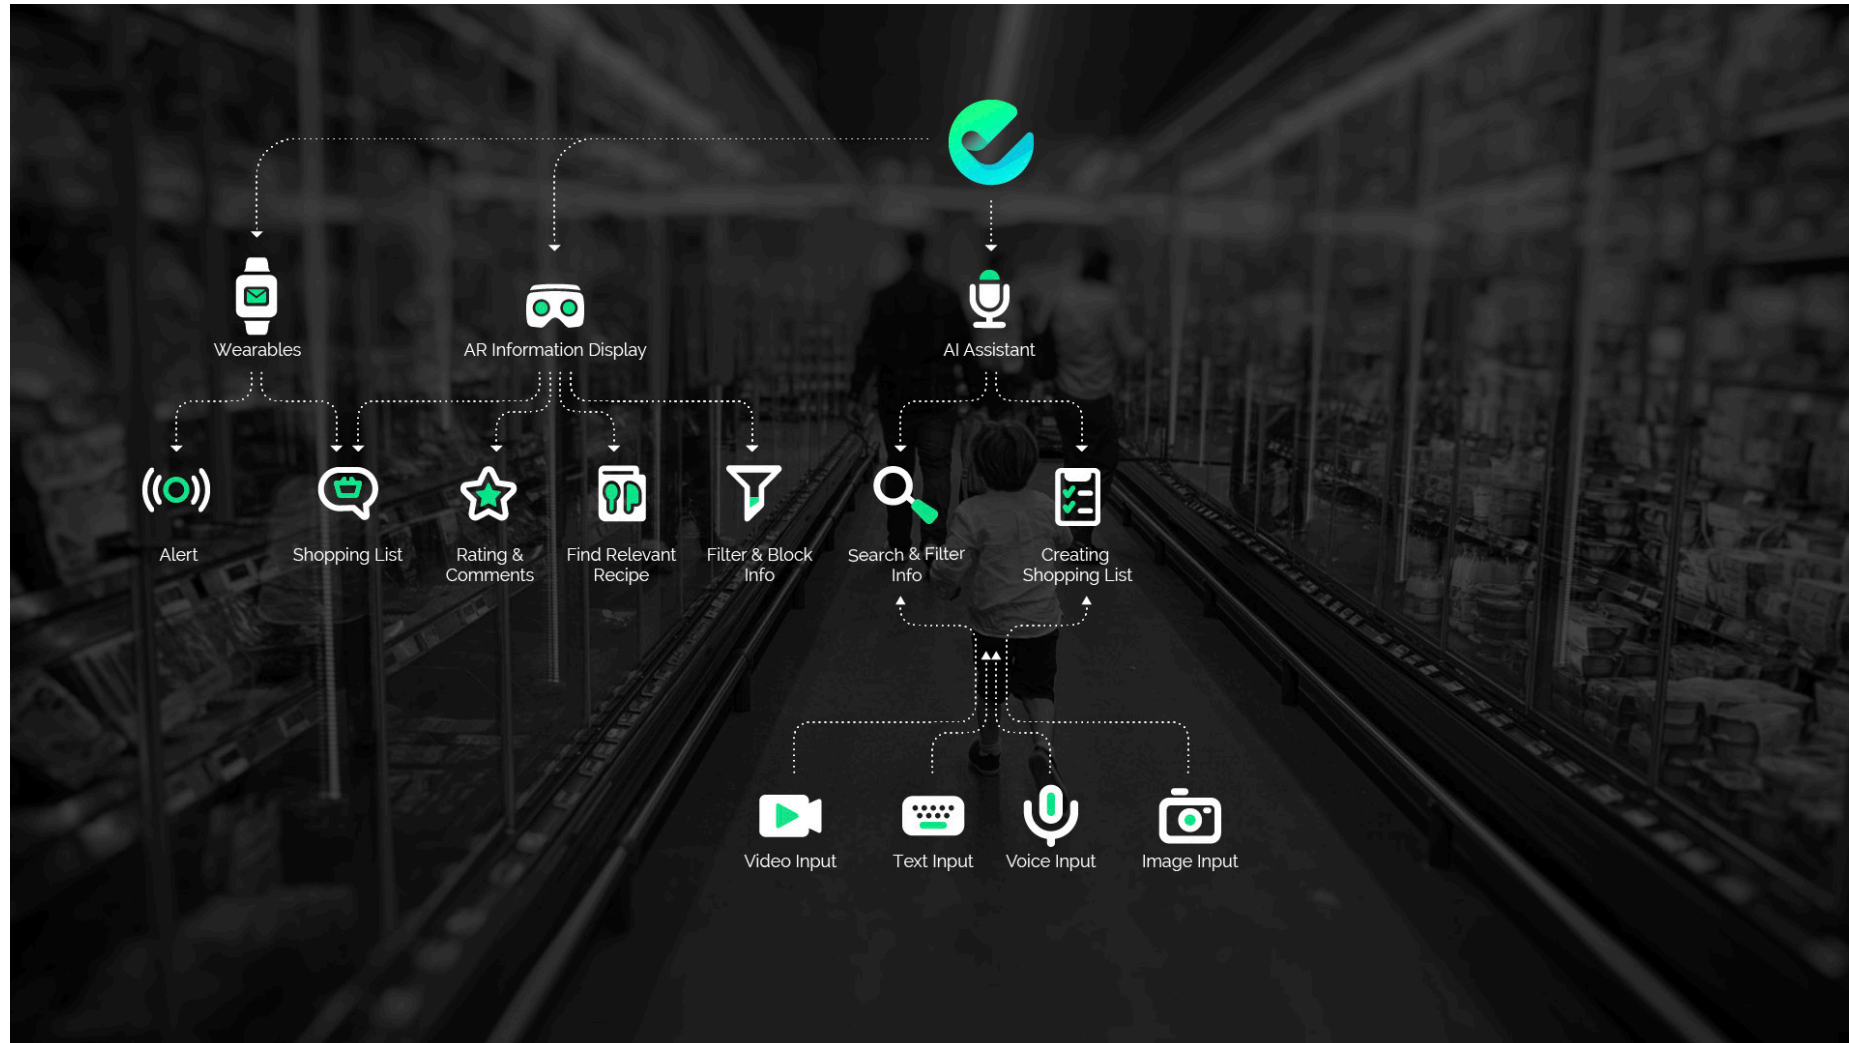 Wearables
AR Information Display
AI Assistant
Alert
Shopping List
Rating &
Comments
Find Relevant
Recipe
Filter & Block
Info
Search & Filter
Info
Creating
Shopping List
Video Input
Text Input
Voice Input
Image Input